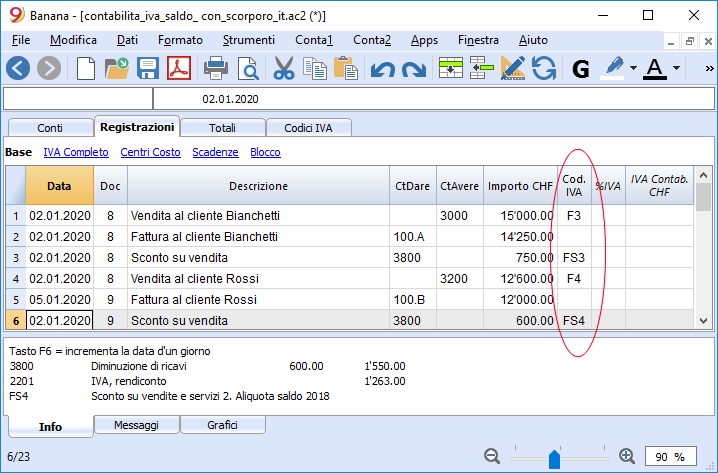 Banana - [contabilita_iva_saldo_ con_scorporo_it.ac2 (*)]
File Modifica Dati Formato Strumenti Conta1 Conta2 Apps Finestra Aiuto
G A »
02.01.2020
Conti Registrazioni Totali Codici IVA
Base IVA Completo Centri Costo Scadenze Blocco
Data Doc Descrizione CtDare CtAvere Importo CHF Cod. IVA %IVA IVA Contab. CHF
1 02.01.2020 8 Vendita al cliente Bianchetti 3000 15'000.00 F3
2 02.01.2020 8 Fattura al cliente Bianchetti 100.A 14'250.00
3 02.01.2020 8 Sconto su vendita 3800 750.00 FS3
4 02.01.2020 8 Vendita al cliente Rossi 3200 12'600.00 F4
5 05.01.2020 9 Fattura al cliente Rossi 100.B 12'000.00
6 02.01.2020 9 Sconto su vendita 3800 600.00 FS4
Tasto F6 = incrementa la data d'un giorno
3800 Diminuzione di ricavi 600.00 1'550.00
2201 IVA, rendiconto 1'263.00
FS4 Sconto su vendite e servizi 2. Aliquota saldo 2018
Info Messaggi Grafici
6/23 90 %